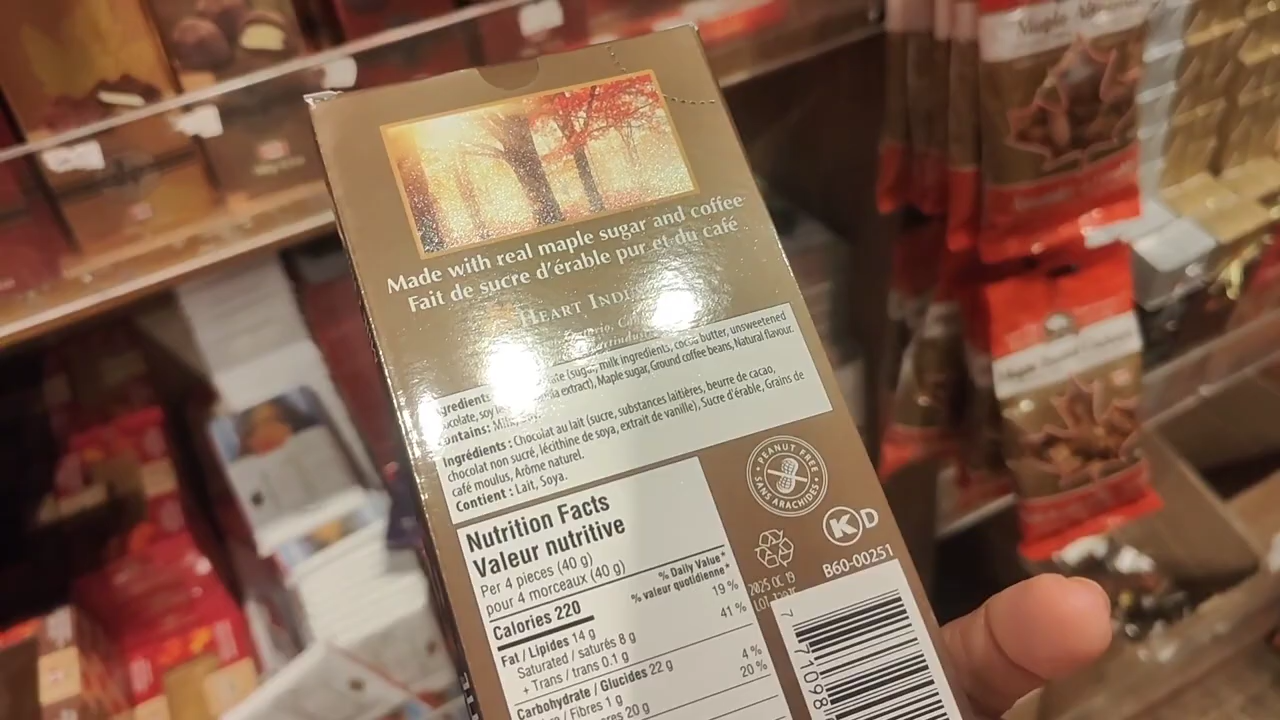 Made with real maple sugar and coffee
Fait de sucre d'érable pur et du café
HEART
(sugar, milk ingredients, cocoa butter, unsweetened
extract), Maple sugar, Ground coffee beans, Natural flavour.
Ingrédients : Chocolat au lait (sucre, substances laitières, beurre de cacao,
chocolat non sucré, lécithine de soya, extrait de vanille), Sucre d'érable, Grains de
café moulus, Arôme naturel.
Contient : Lait, Soya.
PEANUT FREE
SANS ARACHIDES
K D
B60-00251
2025 OC 19
Nutrition Facts
Valeur nutritive
Per 4 pieces (40 g)
pour 4 morceaux (40 g)
% Daily Value*
% valeur quotidienne*
Calories 220
Fat / Lipides 14 g 19 %
Saturated / saturés 8 g 41 %
+ Trans / trans 0.1 g
Carbohydrate / Glucides 22 g
Fibres 1 g 4 %
20 g 20 %
7 71098